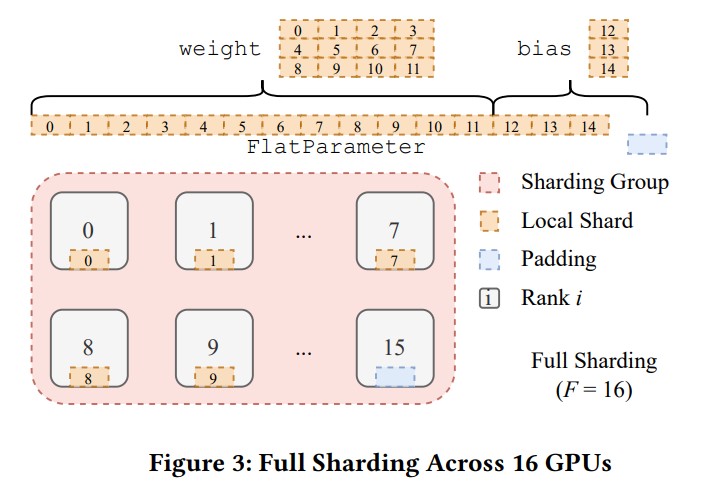 weight
0 1 2 3
4 5 6 7
8 9 10 11
bias
12
13
14
0 1 2 3 4 5 6 7 8 9 10 11 12 13 14
FlatParameter
0
0
1
1
...
7
7
8
8
9
9
...
15
Sharding Group
Local Shard
Padding
i Rank i
Full Sharding
(F = 16)
Figure 3: Full Sharding Across 16 GPUs